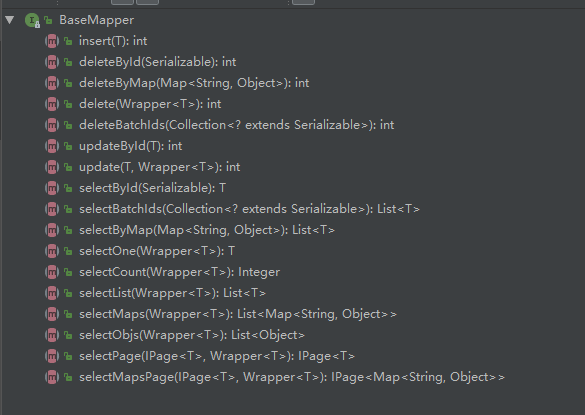 BaseMapper
insert(T): int
deleteById(Serializable): int
deleteByMap(Map<String, Object>): int
delete(Wrapper<T>): int
deleteBatchIds(Collection<? extends Serializable>): int
updateById(T): int
update(T, Wrapper<T>): int
selectById(Serializable): T
selectBatchIds(Collection<? extends Serializable>): List<T>
selectByMap(Map<String, Object>): List<T>
selectOne(Wrapper<T>): T
selectCount(Wrapper<T>): Integer
selectList(Wrapper<T>): List<T>
selectMaps(Wrapper<T>): List<Map<String, Object>>
selectObjs(Wrapper<T>): List<Object>
selectPage(IPage<T>, Wrapper<T>): IPage<T>
selectMapsPage(IPage<T>, Wrapper<T>): IPage<Map<String, Object>>